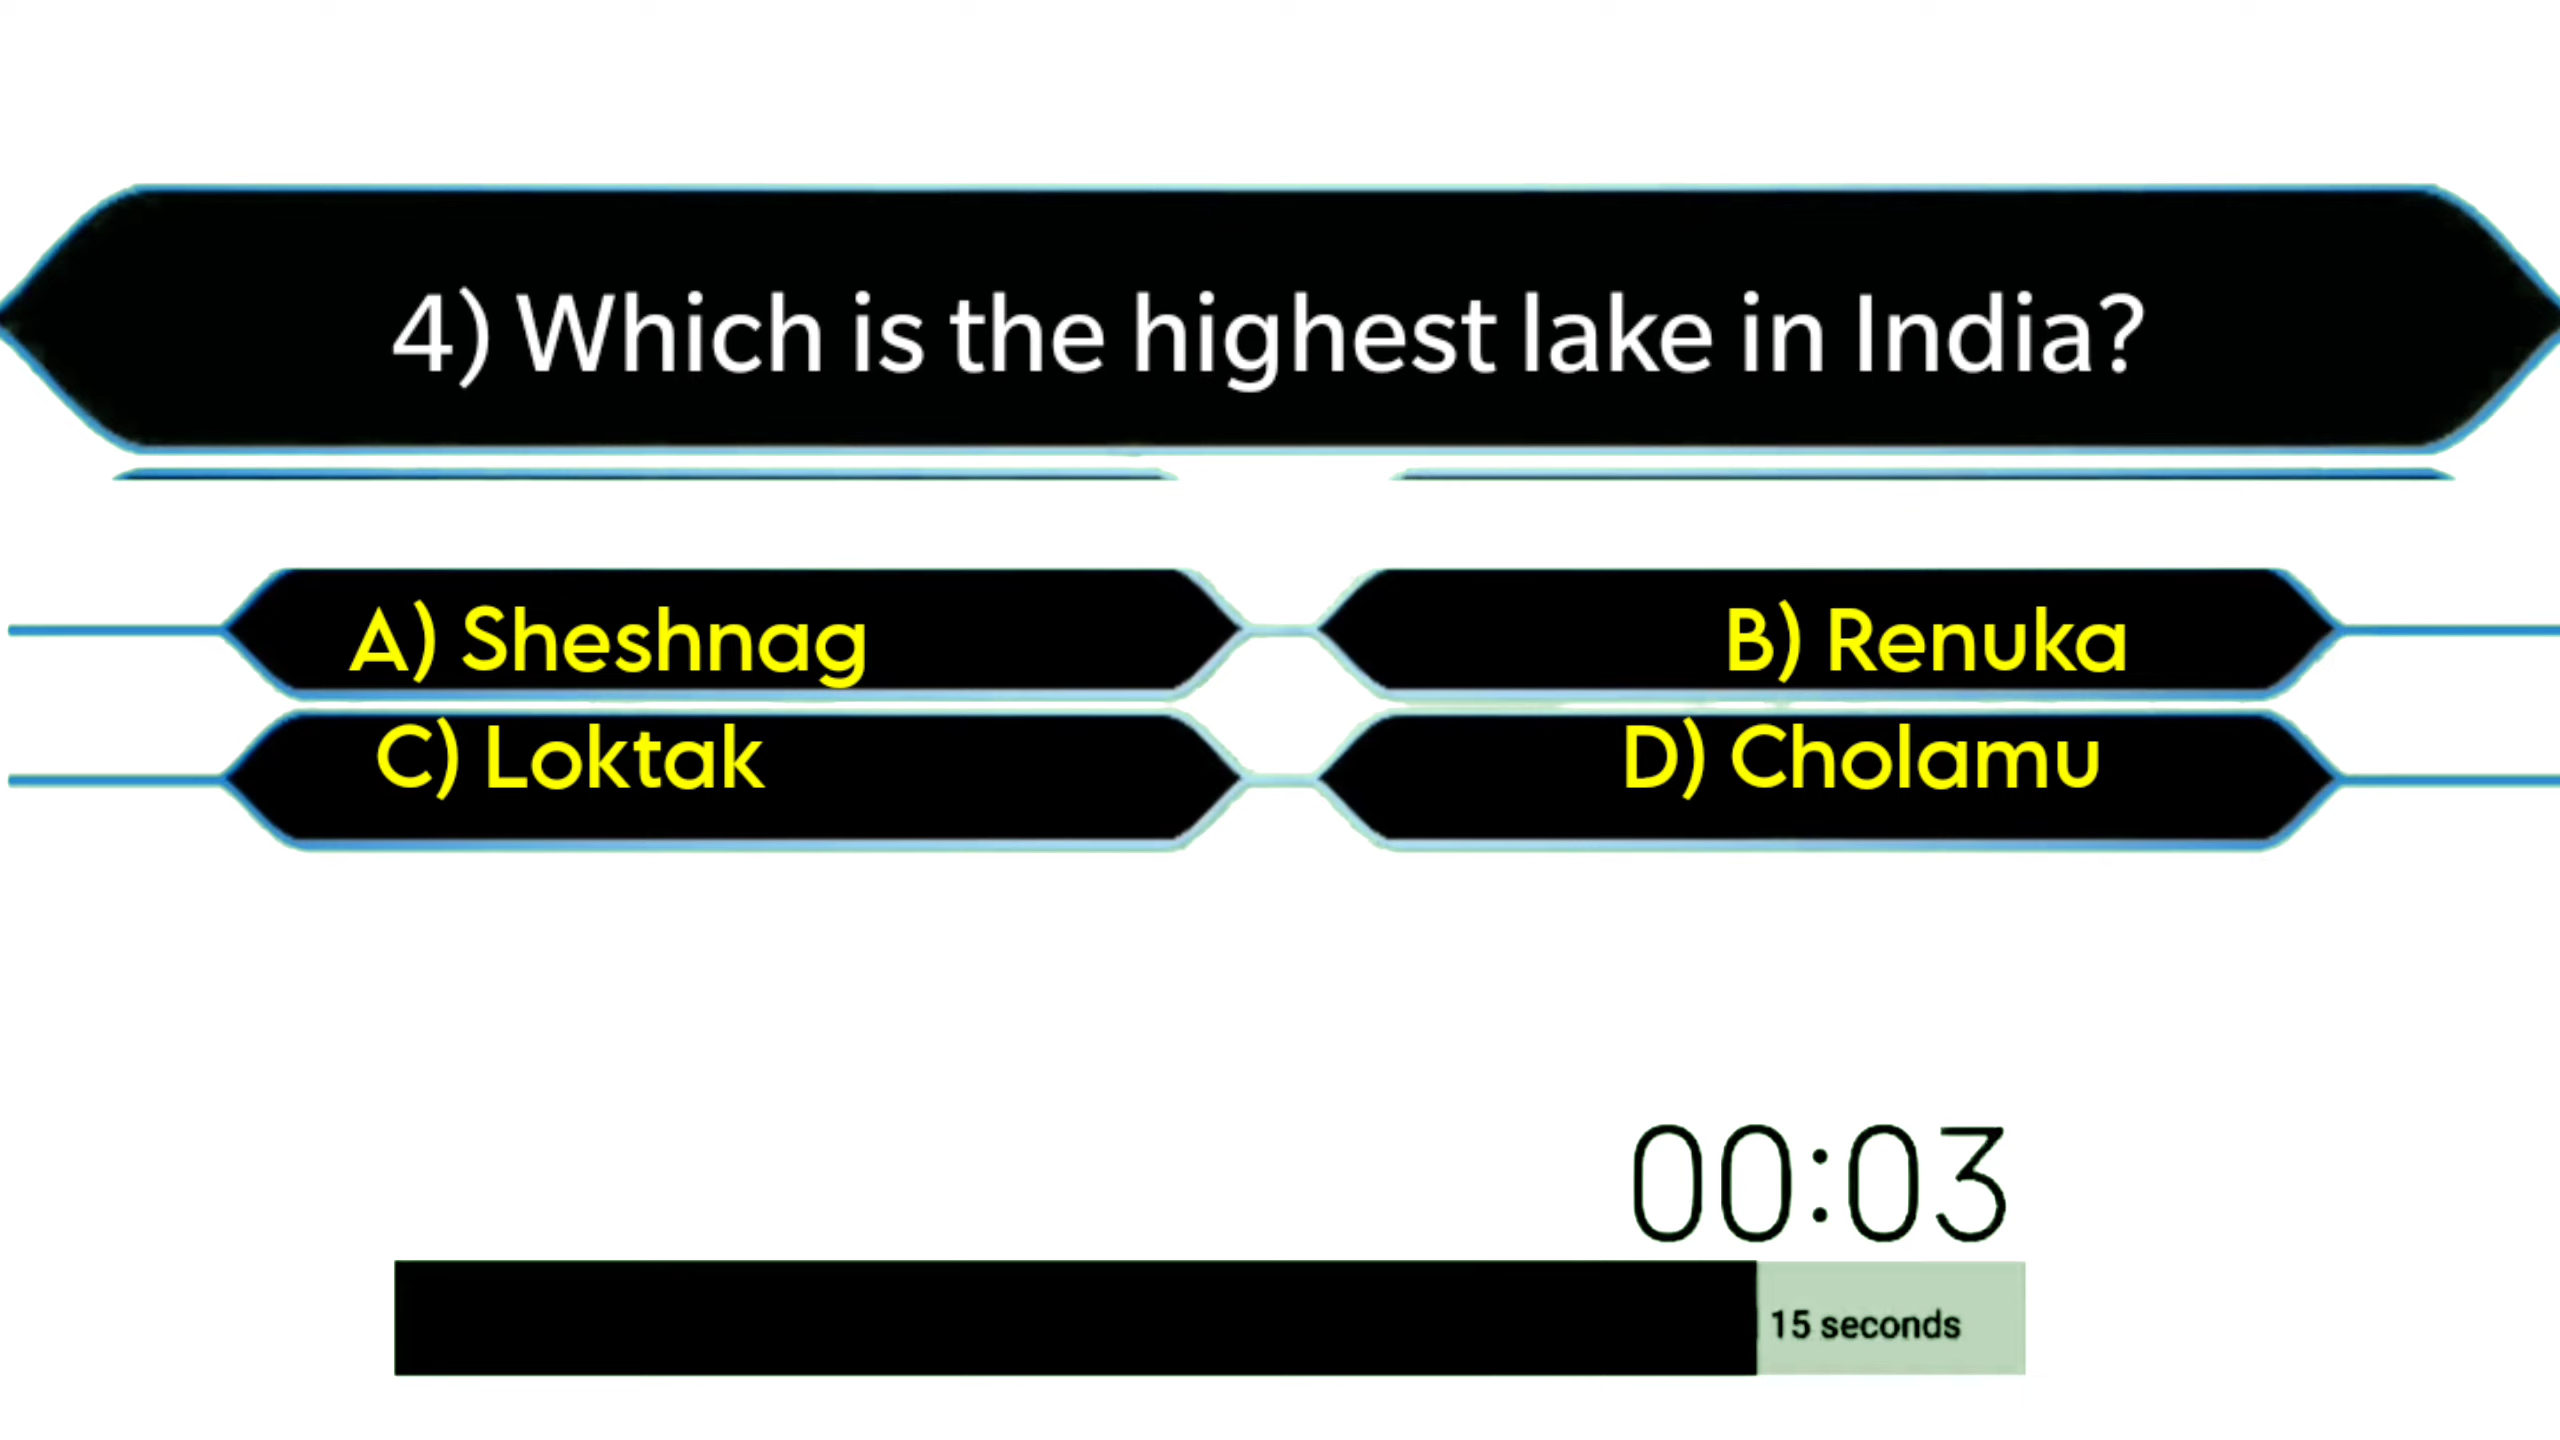 4) Which is the highest lake in India?
A) Sheshnag
B) Renuka
C) Loktak
D) Cholamu
00:03
15 seconds